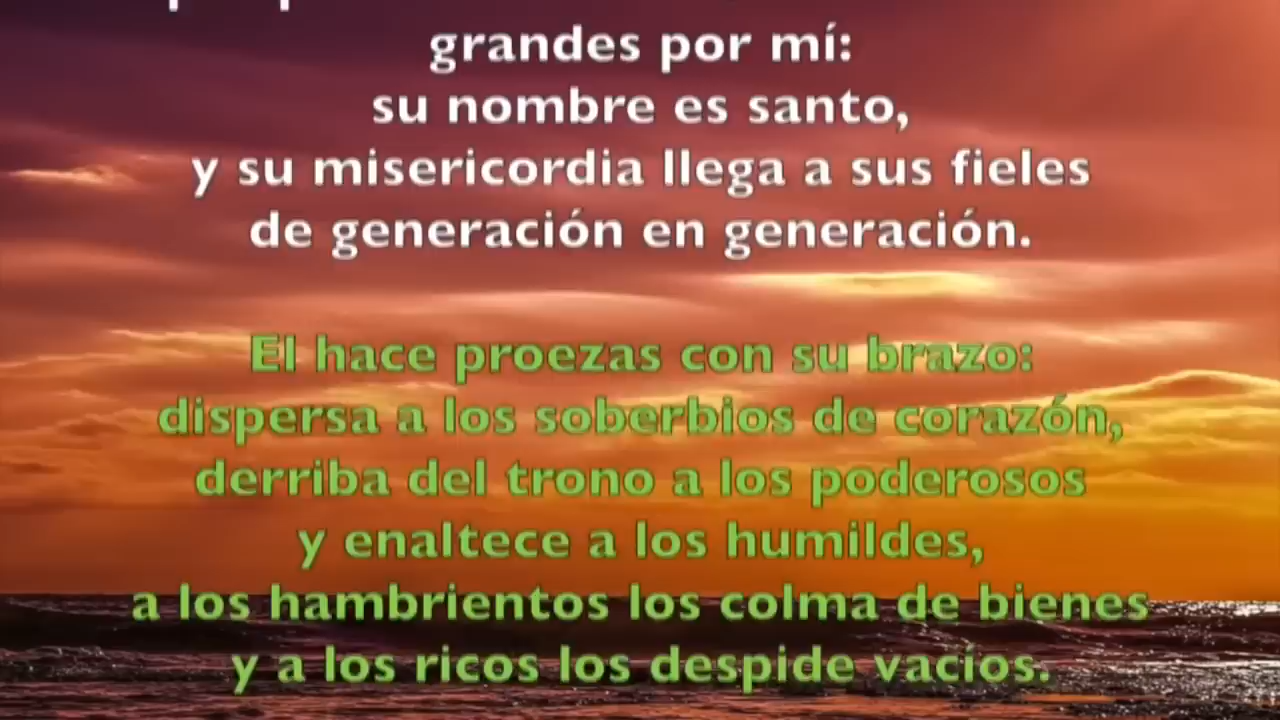 grandes por mí:
su nombre es santo,
y su misericordia llega a sus fieles
de generación en generación.
El hace proezas con su brazo:
dispersa a los soberbios de corazón,
derriba del trono a los poderosos
y enaltece a los humildes,
a los hambrientos los colma de bienes
y a los ricos los despide vacíos.